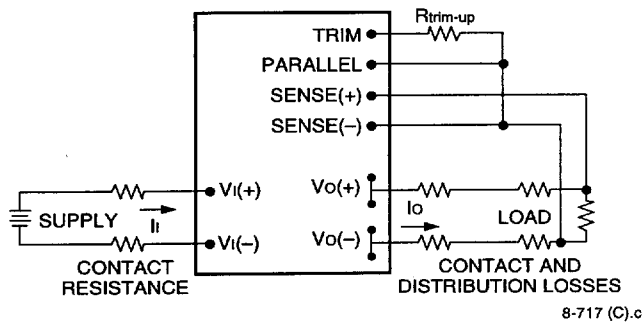 TRIM
Rtrim-up
PARALLEL
SENSE(+)
SENSE(–)
VI(+)
VO(+)
SUPPLY
II
IO
LOAD
VI(–)
VO(–)
CONTACT
RESISTANCE
CONTACT AND
DISTRIBUTION LOSSES
8-717 (C).c